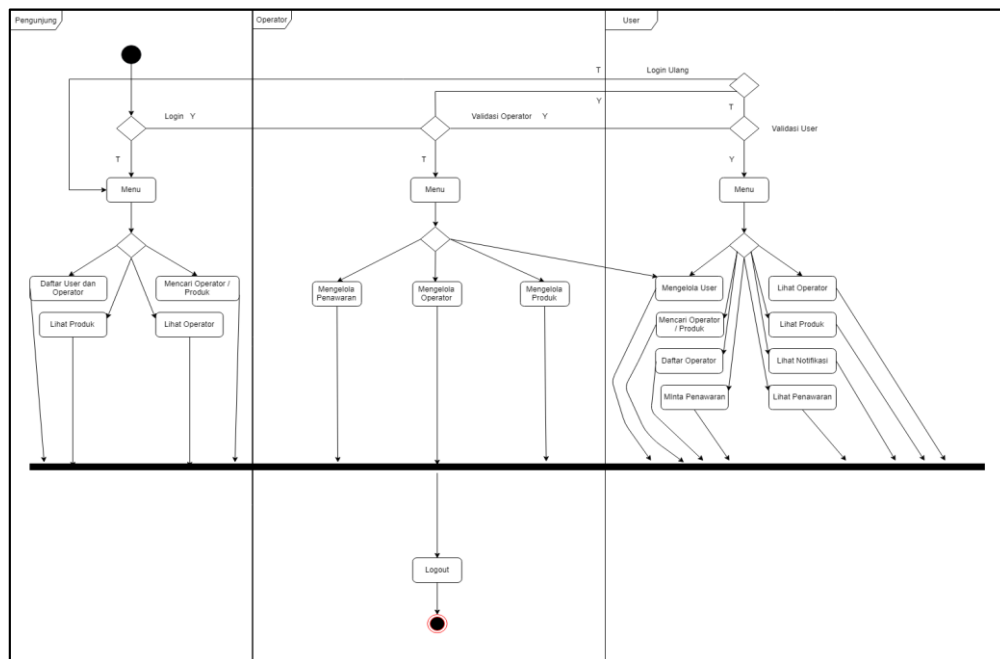 Pengunjung
Operator
User
T
Login Ulang
Y
T
Login Y
Validasi Operator Y
Validasi User
T
T
Y
Menu
Menu
Menu
Daftar User dan
Operator
Mencari Operator /
Produk
Lihat Produk
Lihat Operator
Mengelola
Penawaran
Mengelola
Operator
Mengelola
Produk
Mengelola User
Lihat Operator
Mencari Operator
/ Produk
Lihat Produk
Daftar Operator
Lihat Notifikasi
MInta Penawaran
Lihat Penawaran
Logout